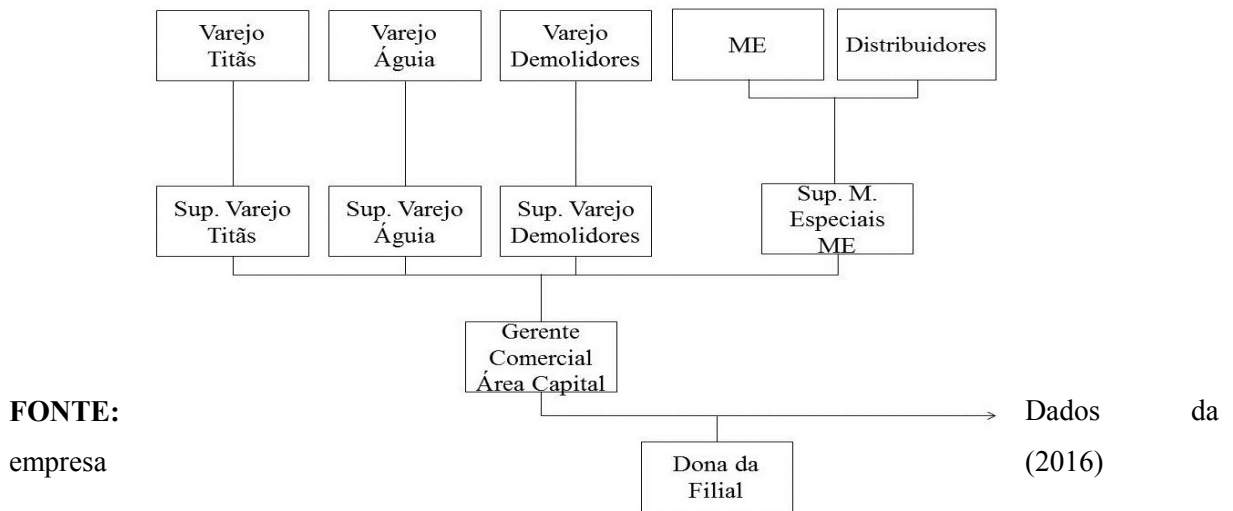 Varejo
Titãs
Varejo
Águia
Varejo
Demolidores
ME
Distribuidores
Sup. Varejo
Titãs
Sup. Varejo
Águia
Sup. Varejo
Demolidores
Sup. M.
Especiais
ME
Gerente
Comercial
Área Capital
FONTE: Dados da
empresa (2016)
Dona da
Filial